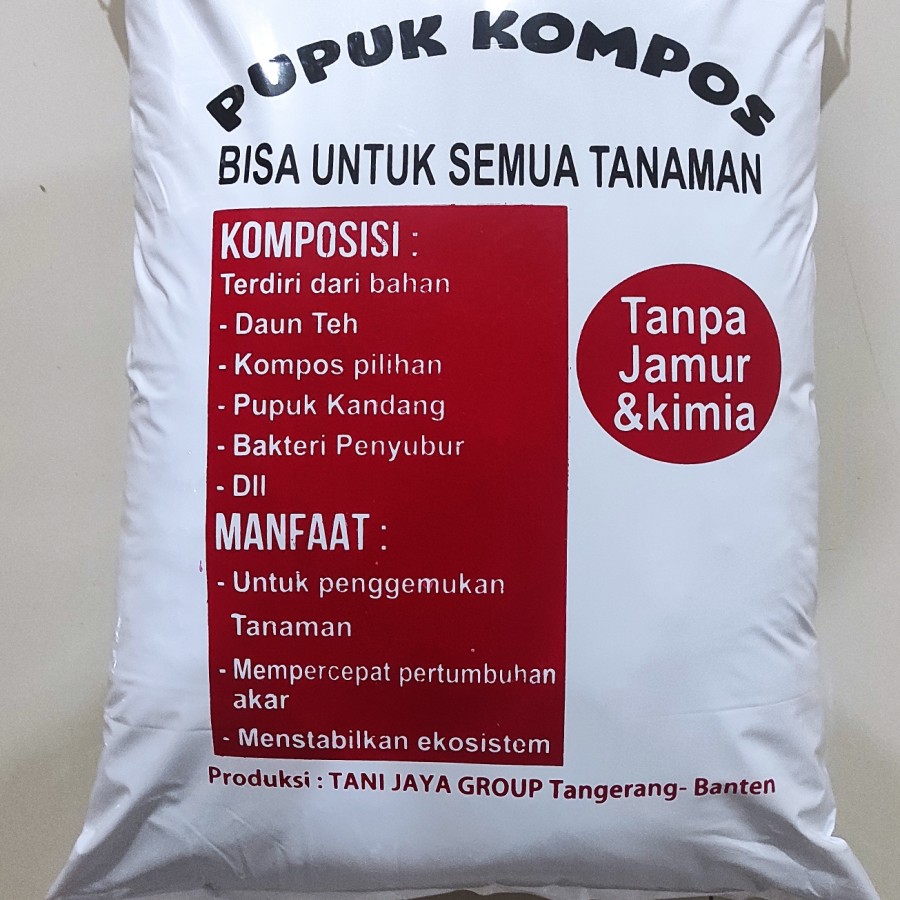 PUPUK KOMPOS
BISA UNTUK SEMUA TANAMAN
KOMPOSISI :
Terdiri dari bahan
- Daun Teh
- Kompos pilihan
- Pupuk Kandang
- Bakteri Penyubur
- Dll
MANFAAT :
- Untuk penggemukan
Tanaman
- Mempercepat pertumbuhan
akar
- Menstabilkan ekosistem
Tanpa
Jamur
&kimia
Produksi : TANI JAYA GROUP Tangerang- Banten